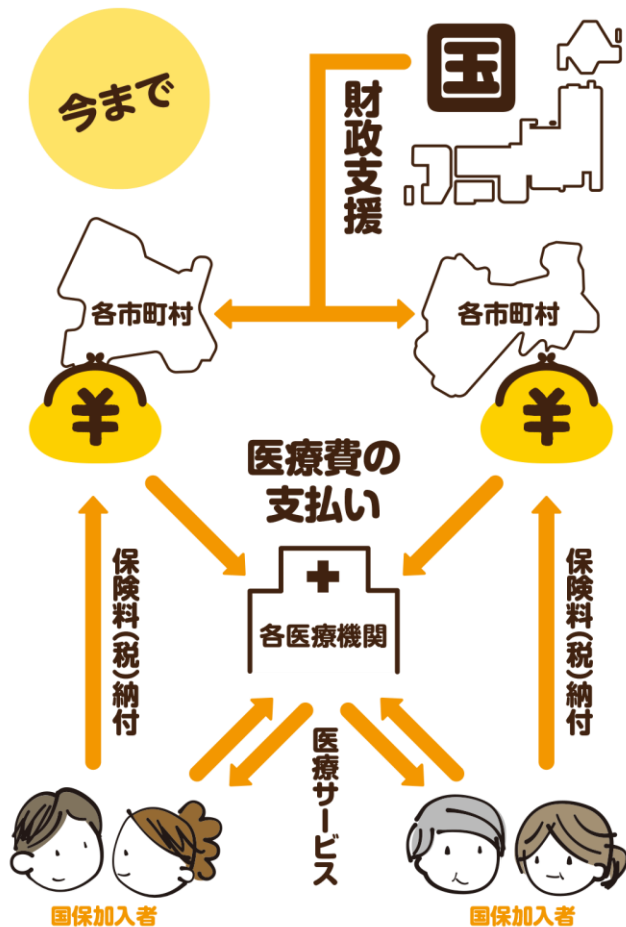 今まで
国
財政支援
各市町村
各市町村
¥
¥
医療費の
支払い
保険料(税)納付
各医療機関
保険料(税)納付
医療サービス
国保加入者
国保加入者